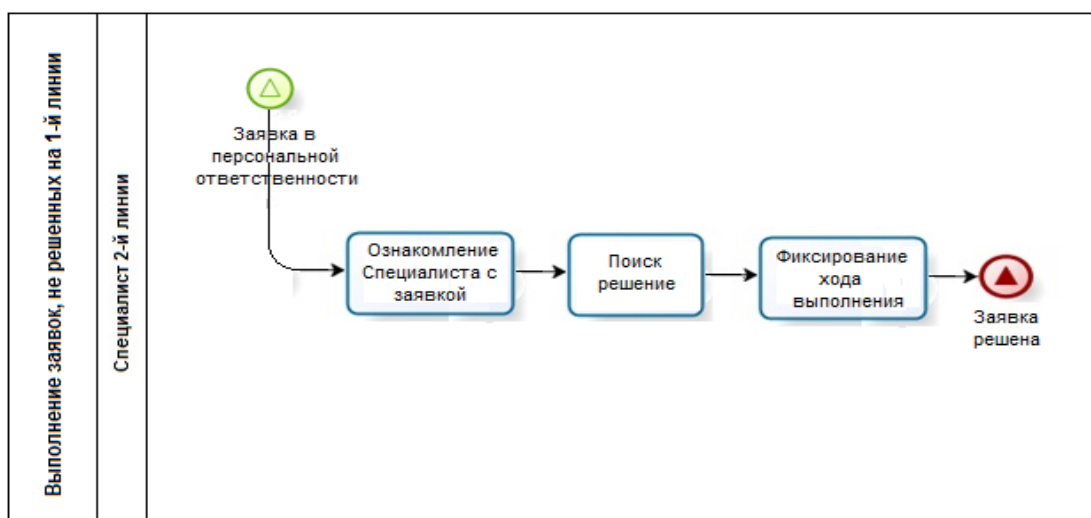 Выполнение заявок, не решенных на 1-й линии
Специалист 2-й линии
Заявка в
персональной
ответственности
Ознакомление
Специалиста с
заявкой
Поиск
решение
Фиксирование
хода
выполнения
Заявка
решена